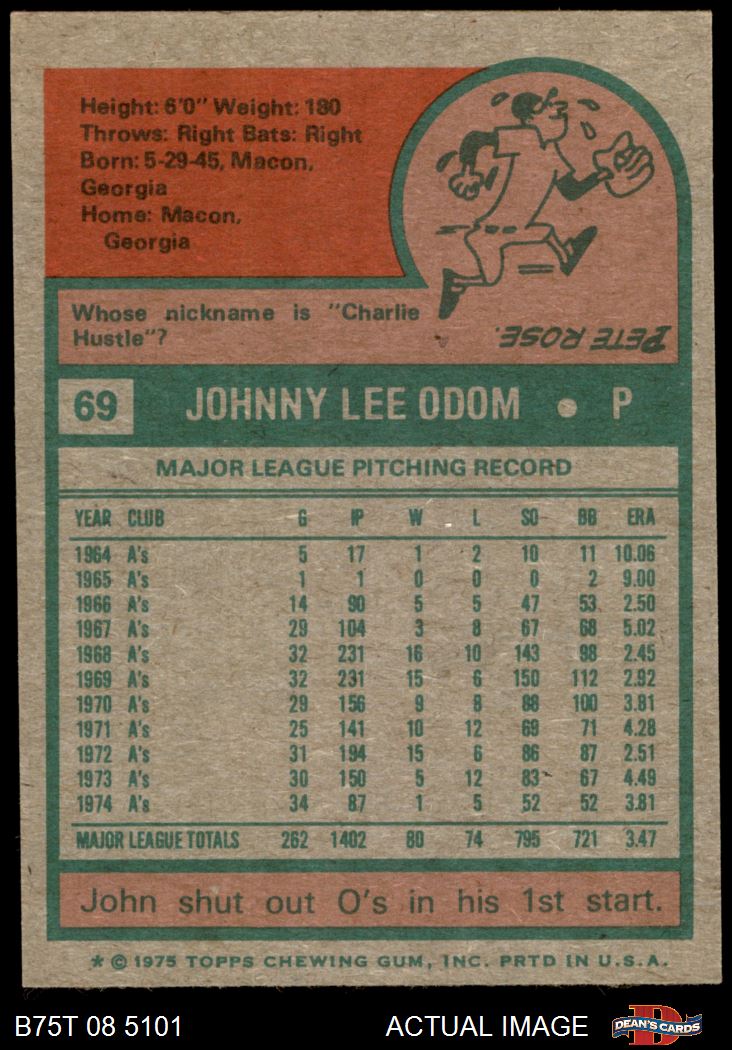 Height: 6'0" Weight: 180
Throws: Right Bats: Right
Born: 5-29-45, Macon,
Georgia
Home: Macon,
Georgia
Whose nickname is "Charlie
Hustle"?
PETE ROSE.
69 JOHNNY LEE ODOM • P
MAJOR LEAGUE PITCHING RECORD
YEAR CLUB G IP W L SO BB ERA
1964 A's 5 17 1 2 10 11 10.06
1965 A's 1 1 0 0 0 2 9.00
1966 A's 14 90 5 5 47 53 2.50
1967 A's 29 104 3 8 67 68 5.02
1968 A's 32 231 16 10 143 98 2.45
1969 A's 32 231 15 6 150 112 2.92
1970 A's 29 156 9 8 88 100 3.81
1971 A's 25 141 10 12 69 71 4.28
1972 A's 31 194 15 6 86 87 2.51
1973 A's 30 150 5 12 83 67 4.49
1974 A's 34 87 1 5 52 52 3.81
MAJOR LEAGUE TOTALS 262 1402 80 74 795 721 3.47
John shut out O's in his 1st start.
* © 1975 TOPPS CHEWING GUM, INC. PRTD IN U.S.A.
B75T 08 5101 ACTUAL IMAGE D DEAN'S CARDS